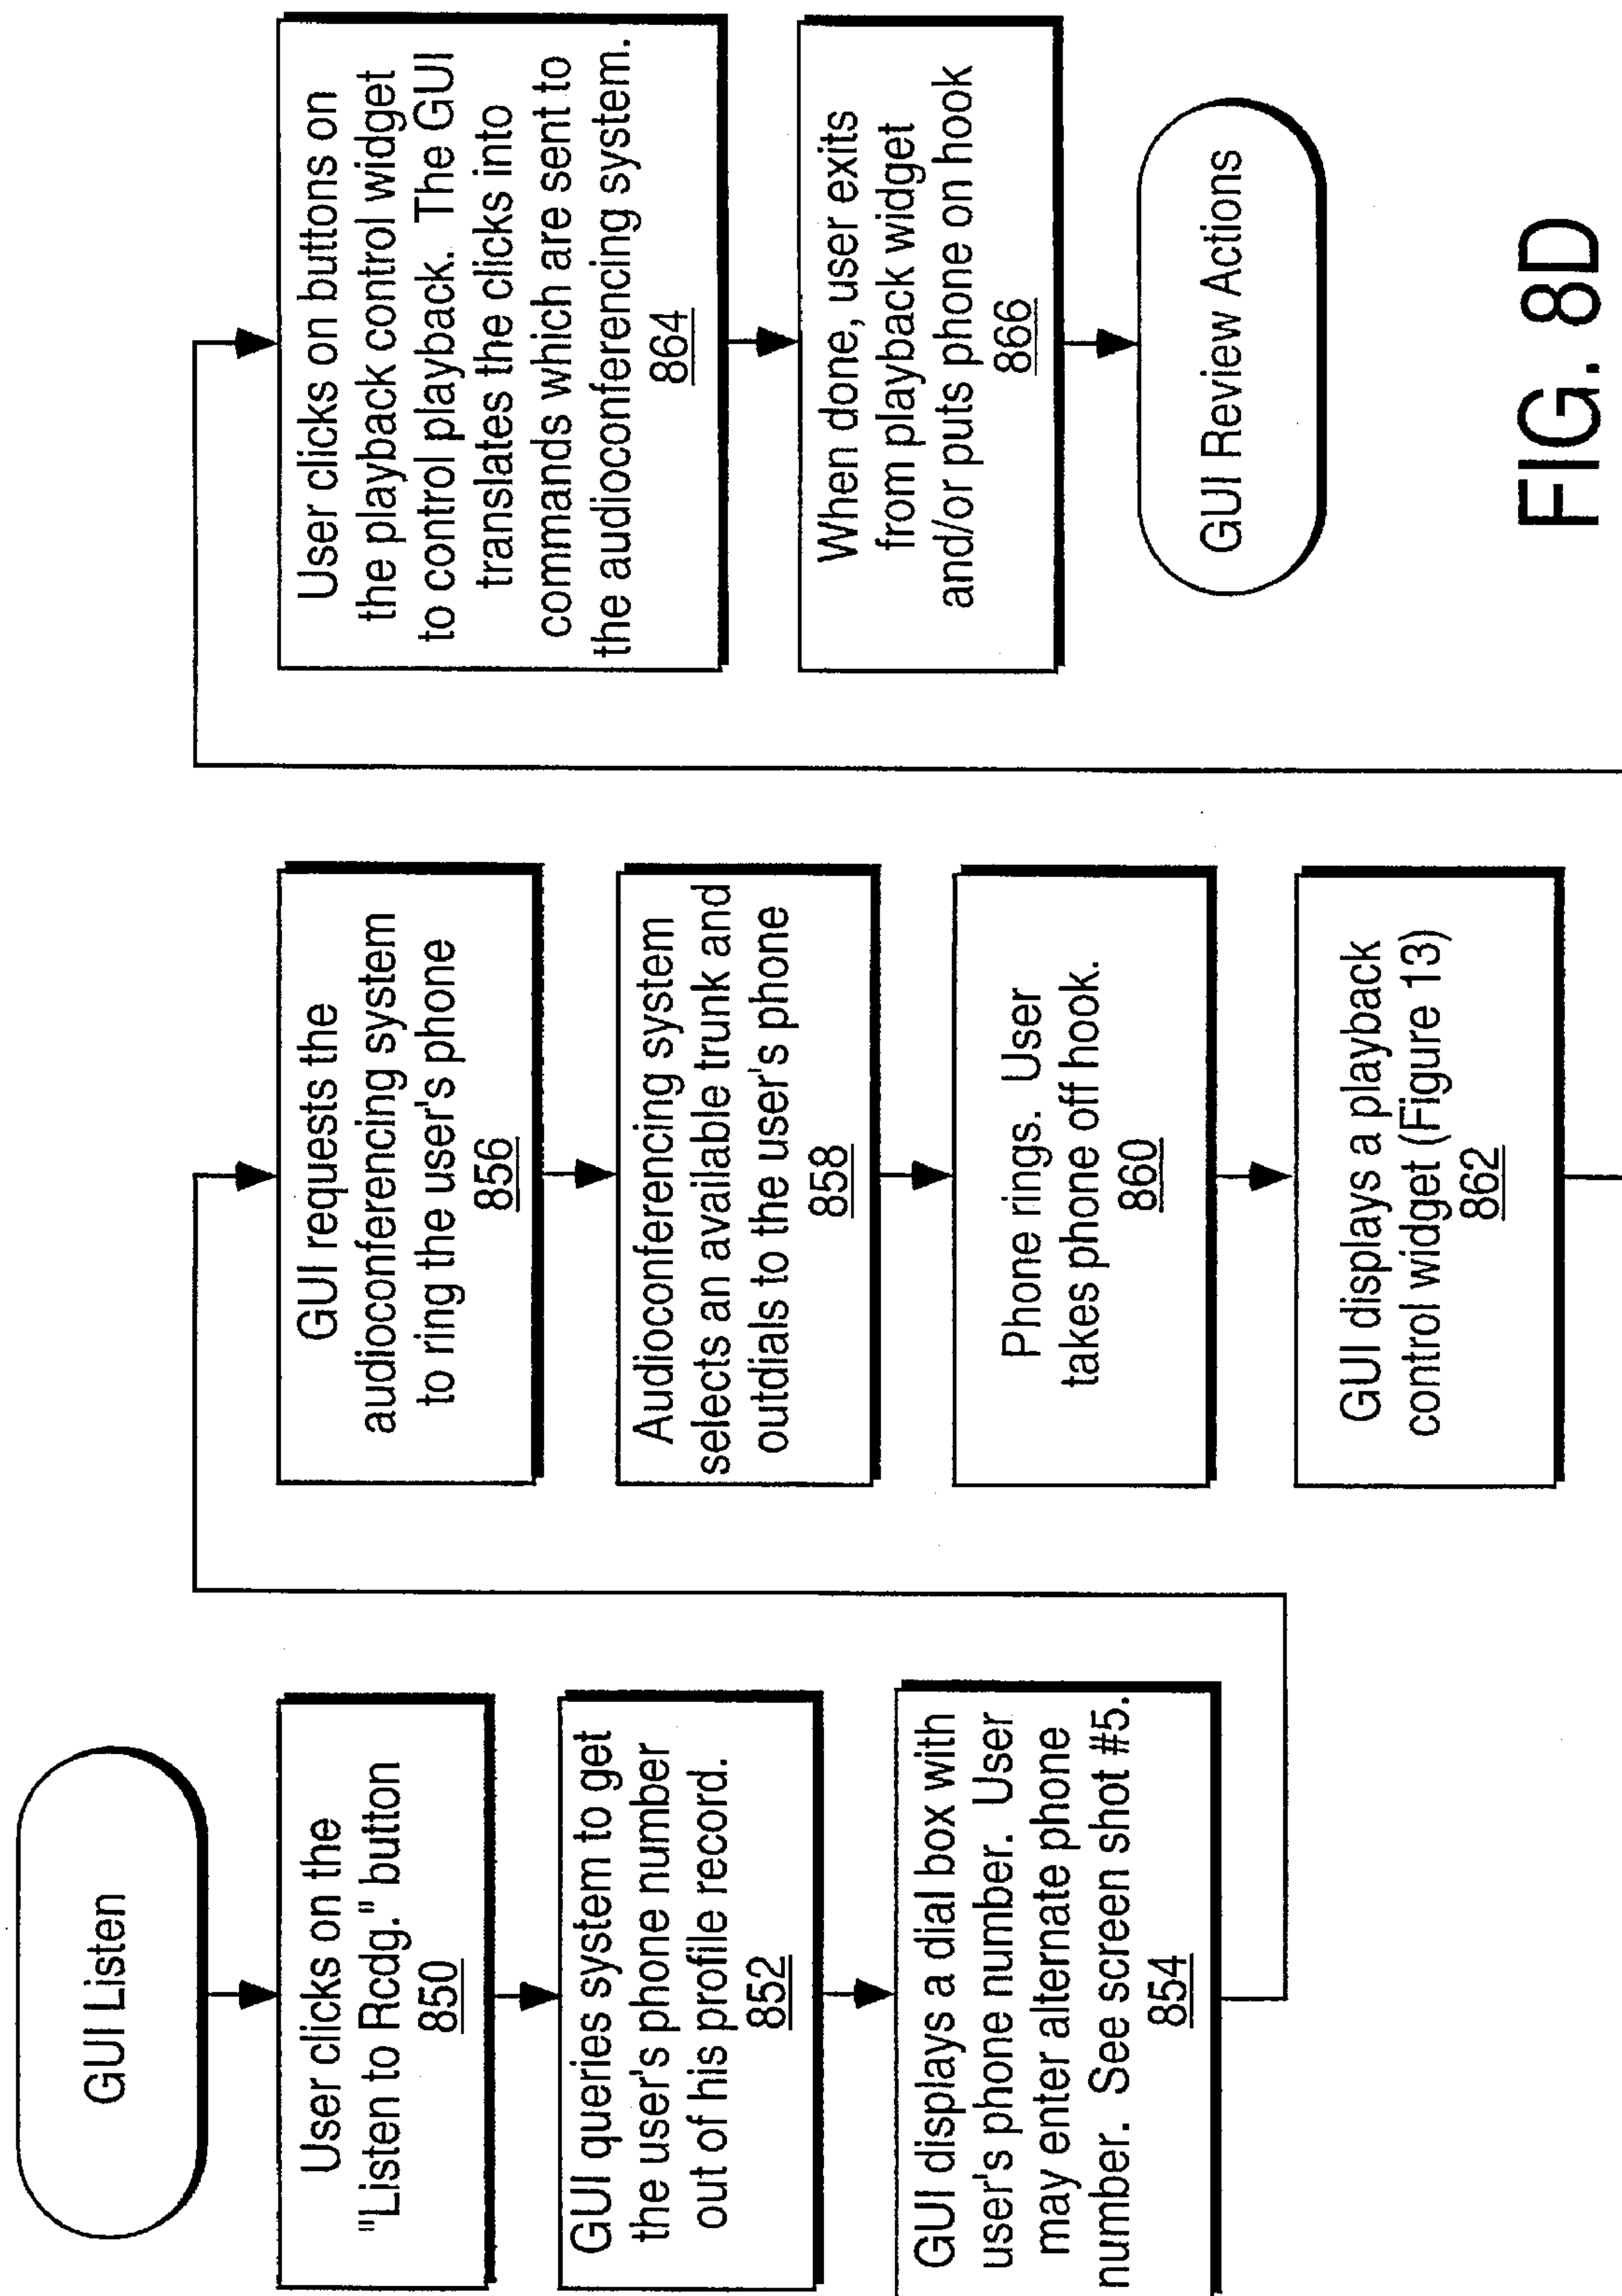 GUI Listen
User clicks on the
"Listen to Rcdg." button
850
GUI queries system to get
the user's phone number
out of his profile record.
852
GUI displays a dial box with
user's phone number. User
may enter alternate phone
number. See screen shot #5.
854
GUI requests the
audioconferencing system
to ring the user's phone
856
Audioconferencing system
selects an available trunk and
outdials to the user's phone
858
Phone rings. User
takes phone off hook.
860
GUI displays a playback
control widget (Figure 13)
862
User clicks on buttons on
the playback control widget
to control playback. The GUI
translates the clicks into
commands which are sent to
the audioconferencing system.
864
When done, user exits
from playback widget
and/or puts phone on hook
866
GUI Review Actions
FIG. 8D